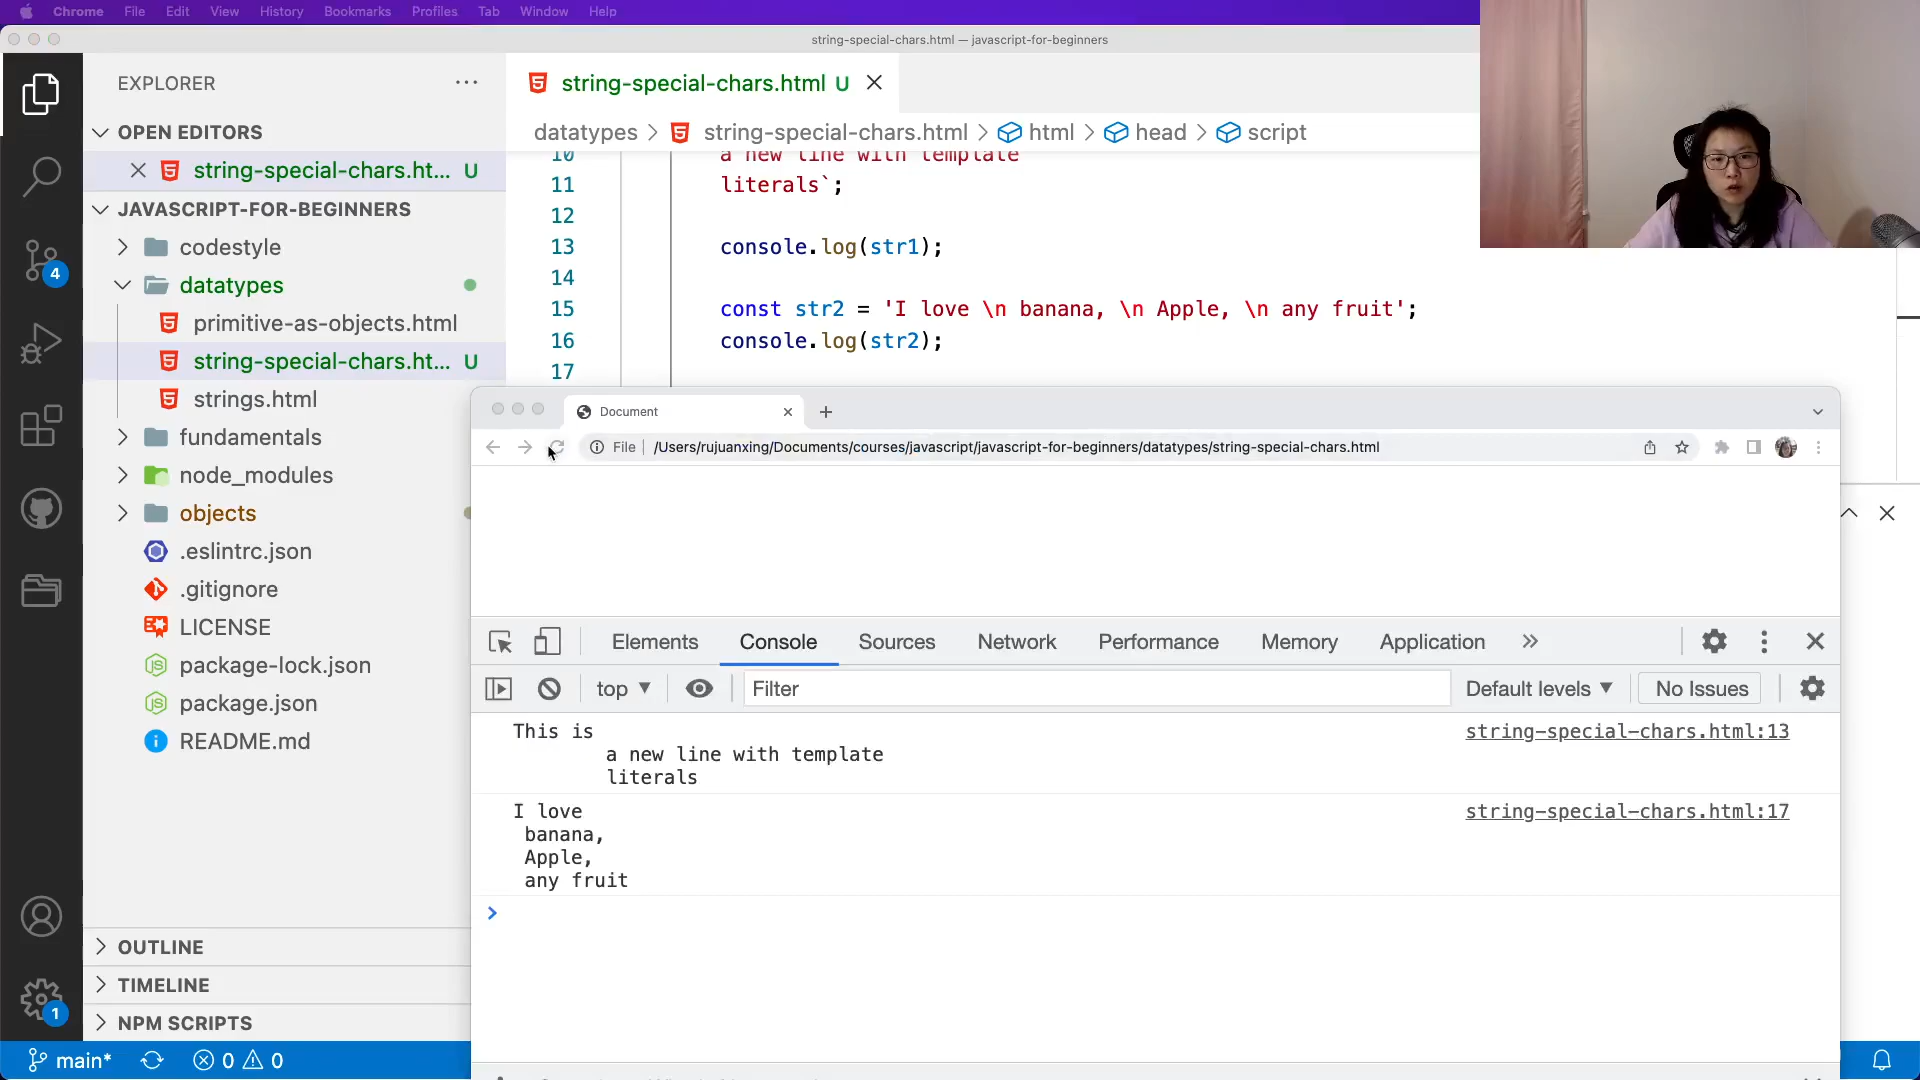 Chrome File Edit View History Bookmarks Profiles Tab Window Help
string-special-chars.html — javascript-for-beginners
EXPLORER
OPEN EDITORS
string-special-chars.ht... U
JAVASCRIPT-FOR-BEGINNERS
codestyle
datatypes
primitive-as-objects.html
string-special-chars.ht... U
strings.html
fundamentals
node_modules
objects
.eslintrc.json
.gitignore
LICENSE
package-lock.json
package.json
README.md
OUTLINE
TIMELINE
NPM SCRIPTS
4
1
main* 0 0
string-special-chars.html U
datatypes > string-special-chars.html > html > head > script
10 a new line with template
11 literals`;
12
13 console.log(str1);
14
15 const str2 = 'I love \n banana, \n Apple, \n any fruit';
16 console.log(str2);
17
Document
File /Users/rujuanxing/Documents/courses/javascript/javascript-for-beginners/datatypes/string-special-chars.html
Elements Console Sources Network Performance Memory Application
top Filter Default levels No Issues
This is string-special-chars.html:13
a new line with template
literals
I love string-special-chars.html:17
banana,
Apple,
any fruit